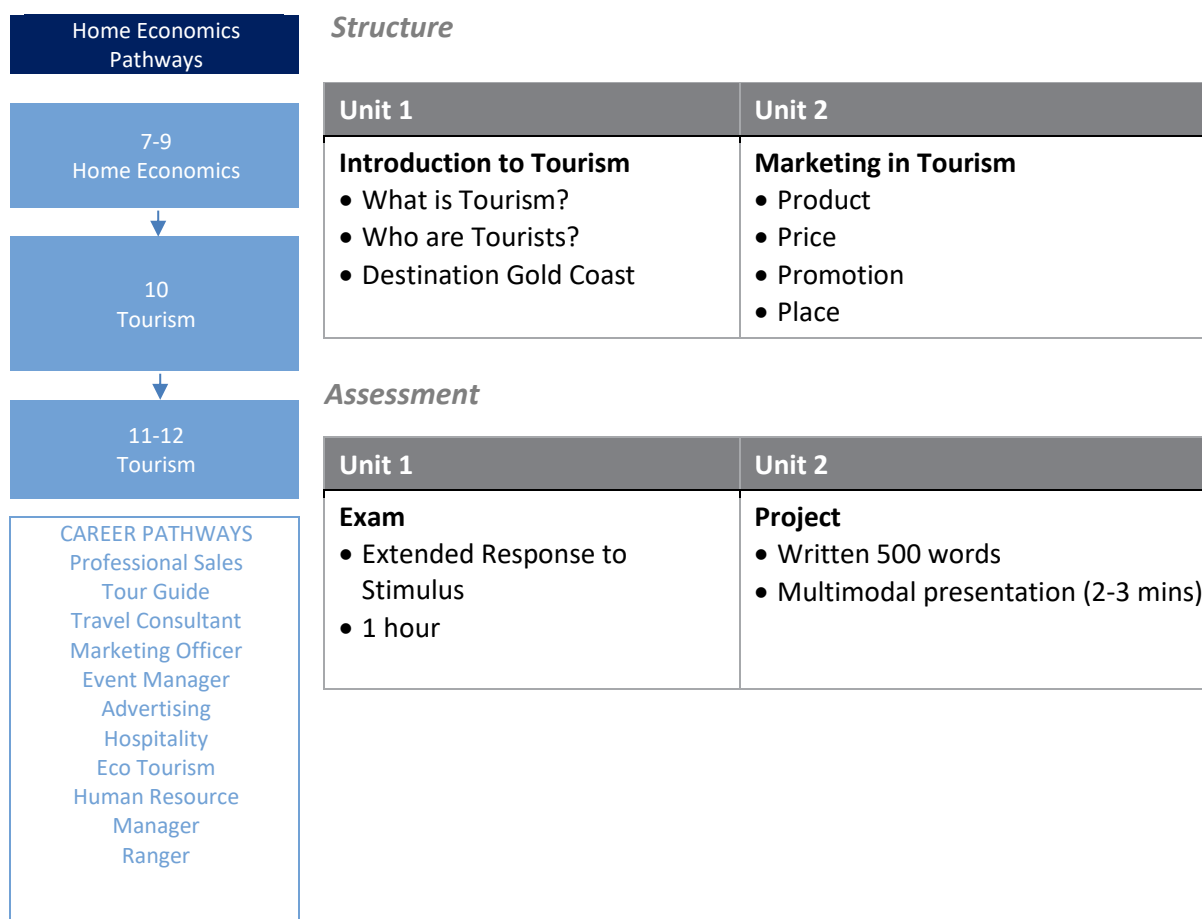 Home Economics
Pathways
7-9
Home Economics
10
Tourism
11-12
Tourism
CAREER PATHWAYS
Professional Sales
Tour Guide
Travel Consultant
Marketing Officer
Event Manager
Advertising
Hospitality
Eco Tourism
Human Resource
Manager
Ranger
Structure
Unit 1
Introduction to Tourism
• What is Tourism?
• Who are Tourists?
• Destination Gold Coast
Unit 2
Marketing in Tourism
• Product
• Price
• Promotion
• Place
Assessment
Unit 1
Exam
• Extended Response to
Stimulus
• 1 hour
Unit 2
Project
• Written 500 words
• Multimodal presentation (2-3 mins)